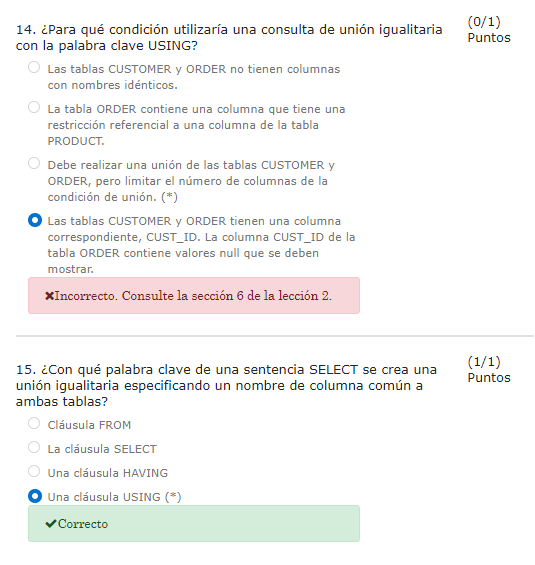 14. ¿Para qué condición utilizaría una consulta de unión igualitaria
con la palabra clave USING?
(0/1)
Puntos
Las tablas CUSTOMER y ORDER no tienen columnas
con nombres idénticos.
La tabla ORDER contiene una columna que tiene una
restricción referencial a una columna de la tabla
PRODUCT.
Debe realizar una unión de las tablas CUSTOMER y
ORDER, pero limitar el número de columnas de la
condición de unión. (*)
Las tablas CUSTOMER y ORDER tienen una columna
correspondiente, CUST_ID. La columna CUST_ID de la
tabla ORDER contiene valores null que se deben
mostrar.
Incorrecto. Consulte la sección 6 de la lección 2.
15. ¿Con qué palabra clave de una sentencia SELECT se crea una
unión igualitaria especificando un nombre de columna común a
ambas tablas?
(1/1)
Puntos
Cláusula FROM
La cláusula SELECT
Una cláusula HAVING
Una cláusula USING (*)
Correcto